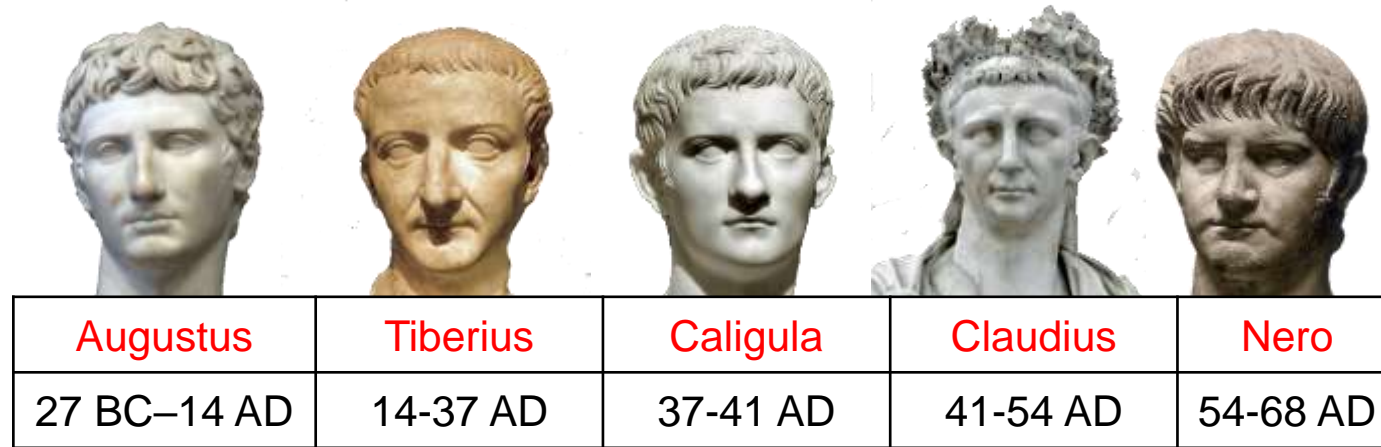 Augustus Tiberius Caligula Claudius Nero
27 BC–14 AD 14-37 AD 37-41 AD 41-54 AD 54-68 AD